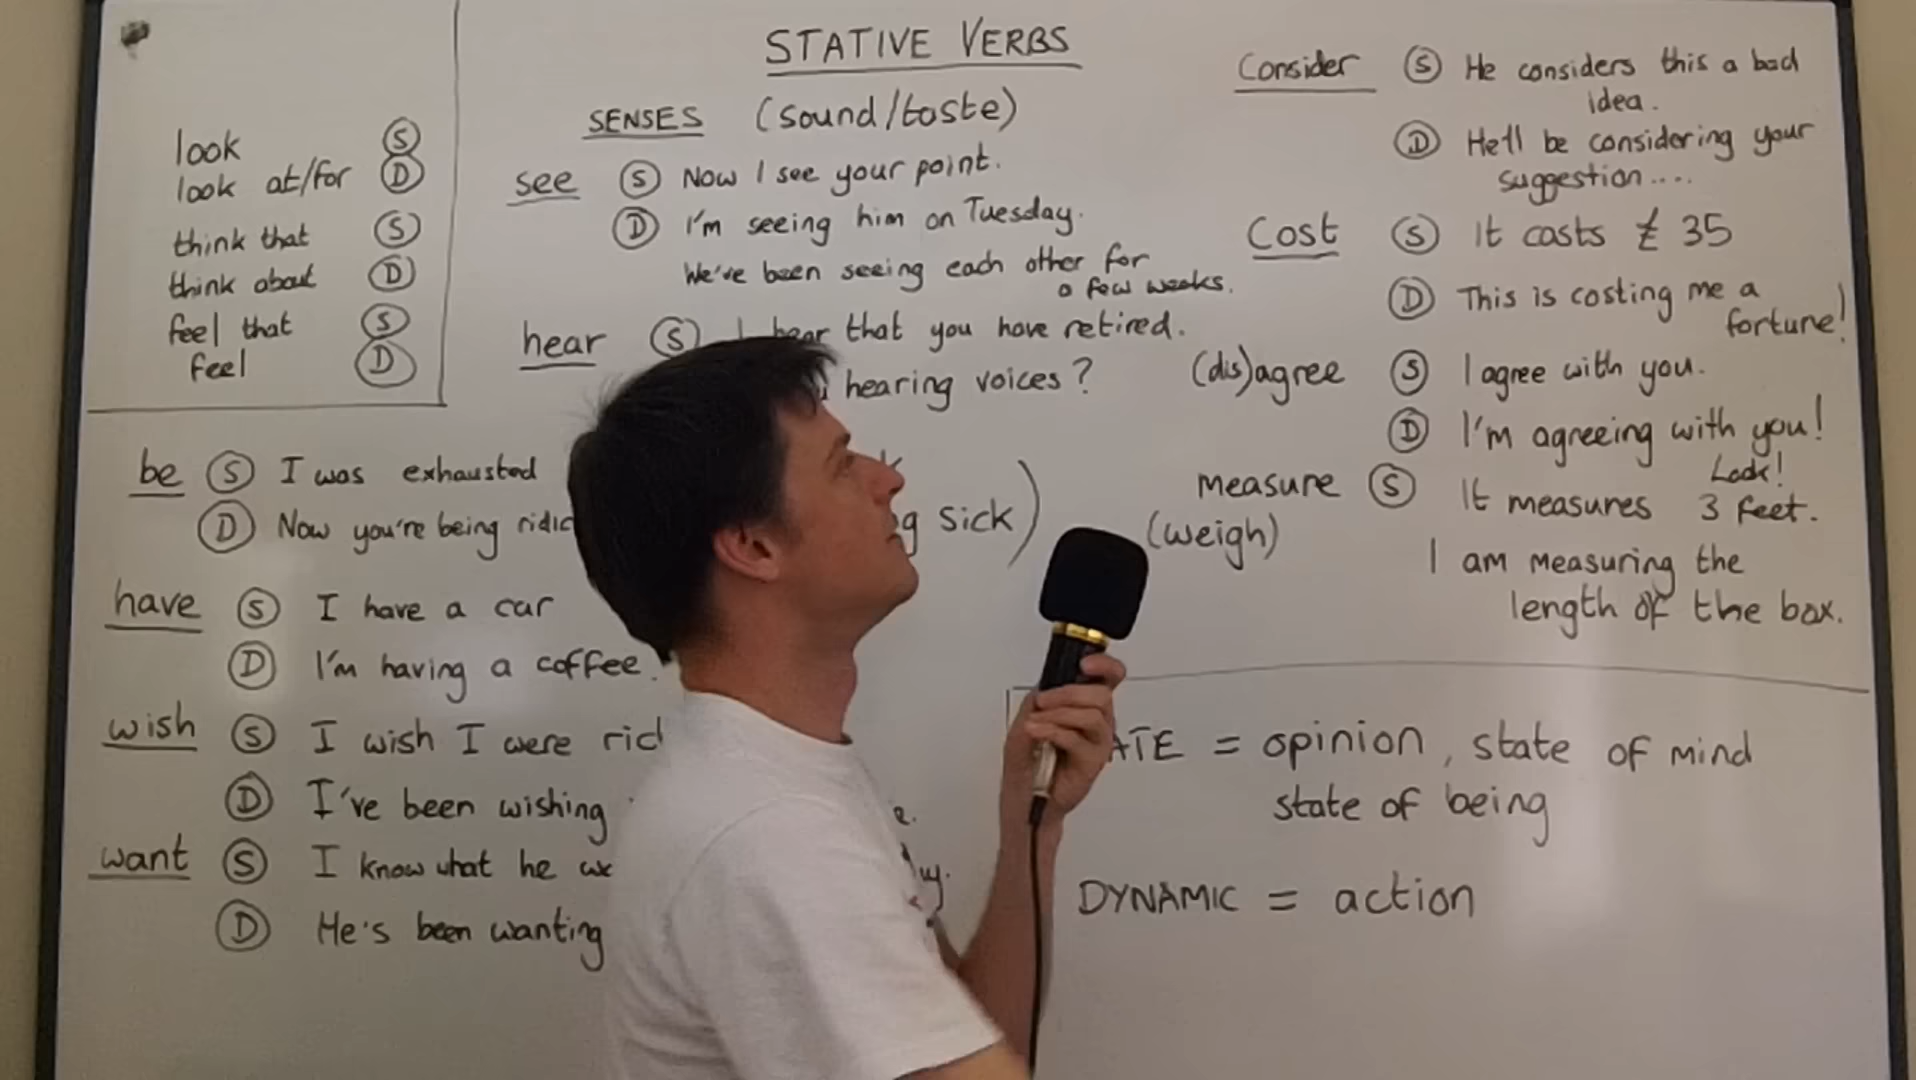 STATIVE VERBS
look Ⓢ
look at/for Ⓓ
think that Ⓢ
think about Ⓓ
feel that Ⓢ
feel Ⓓ
SENSES (sound/taste)
see Ⓢ Now I see your point.
Ⓓ I'm seeing him on Tuesday.
We've been seeing each other for
a few weeks.
hear Ⓢ I hear that you have retired.
hearing voices?
be Ⓢ I was exhausted
Ⓓ Now you're being
sick)
have Ⓢ I have a car
Ⓓ I'm having a coffee.
wish Ⓢ I wish I were
Ⓓ I've been wishing
want Ⓢ I know what he
Ⓓ He's been wanting
Consider Ⓢ He considers this a bad
idea.
Ⓓ He'll be considering your
suggestion....
Cost Ⓢ It costs £35
Ⓓ This is costing me a
fortune!
(dis)agree Ⓢ I agree with you.
Ⓓ I'm agreeing with you!
Look!
measure Ⓢ It measures 3 feet.
(weigh)
I am measuring the
length of the box.
= opinion, state of mind
state of being
DYNAMIC = action